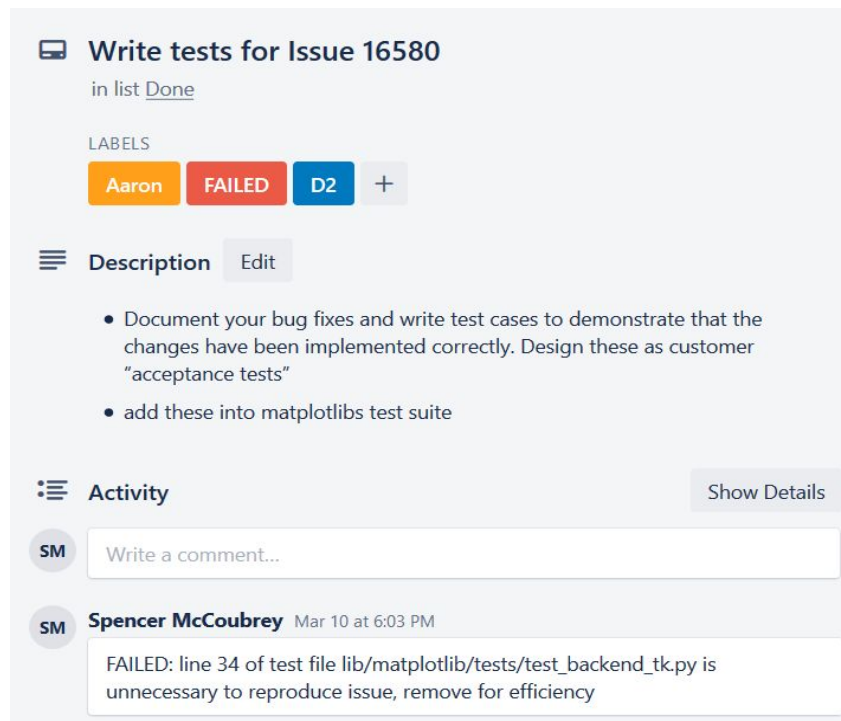 Write tests for Issue 16580
in list Done
LABELS
Aaron FAILED D2 +
Description Edit
• Document your bug fixes and write test cases to demonstrate that the
changes have been implemented correctly. Design these as customer
“acceptance tests”
• add these into matplotlibs test suite
Activity Show Details
SM Write a comment...
SM Spencer McCoubrey Mar 10 at 6:03 PM
FAILED: line 34 of test file lib/matplotlib/tests/test_backend_tk.py is
unnecessary to reproduce issue, remove for efficiency